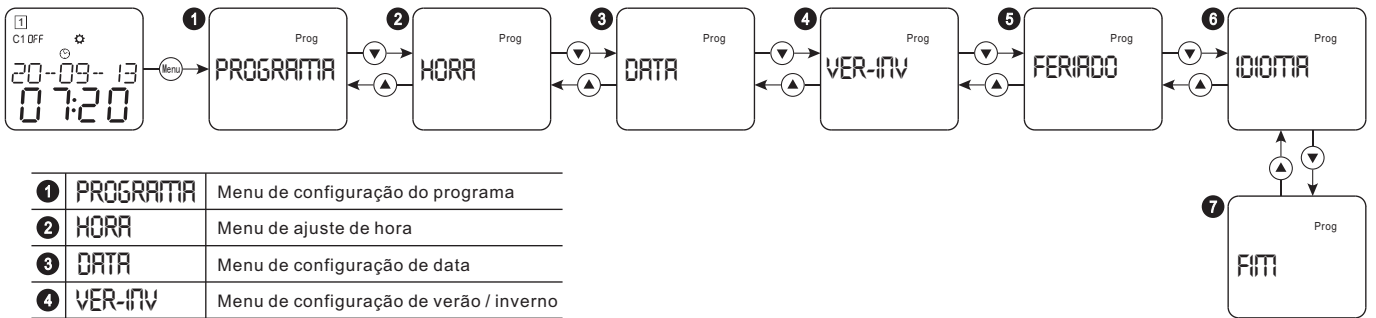 1
C1 OFF
20-09-13
07:20
Menu
1 Prog
PROGRAMA
2 Prog
HORA
3 Prog
DATA
4 Prog
VER-INV
5 Prog
FERIADO
6 Prog
IDIOMA
7 Prog
FIM
1 PROGRAMA Menu de configuração do programa
2 HORA Menu de ajuste de hora
3 DATA Menu de configuração de data
4 VER-INV Menu de configuração de verão / inverno